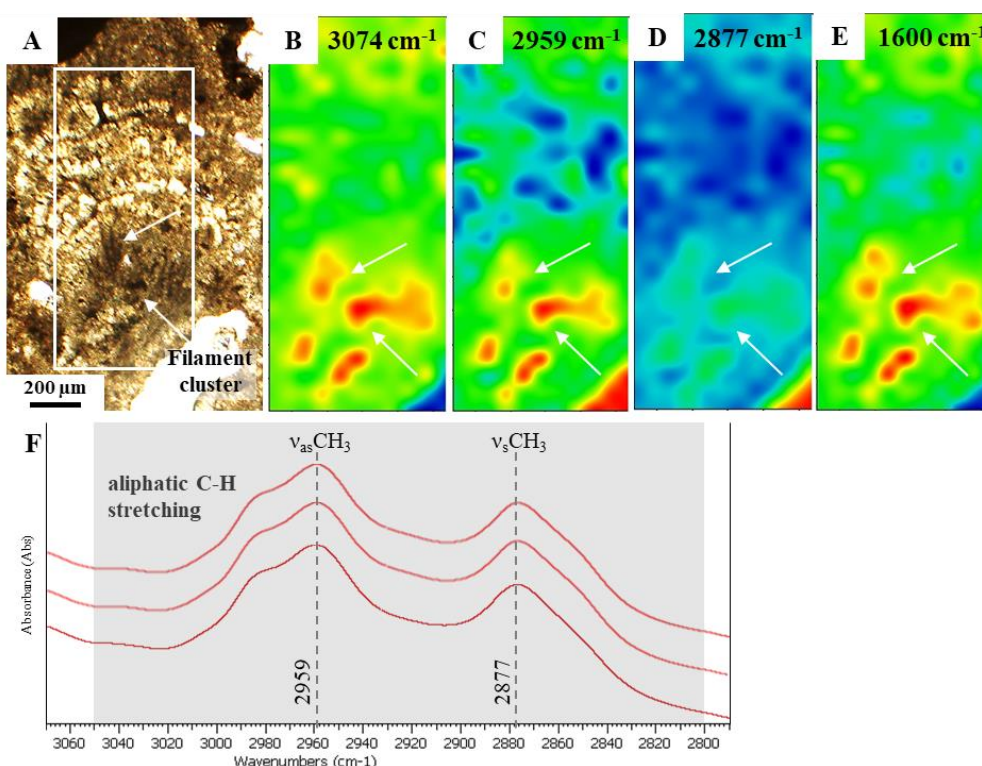 A
B 3074 cm⁻¹
C 2959 cm⁻¹
D 2877 cm⁻¹
E 1600 cm⁻¹
Filament
cluster
200 µm
F
νasCH3
νsCH3
aliphatic C-H
stretching
Absorbance (Abs)
2959
2877
3060 3040 3020 3000 2980 2960 2940 2920 2900 2880 2860 2840 2820 2800
Wavenumbers (cm-1)